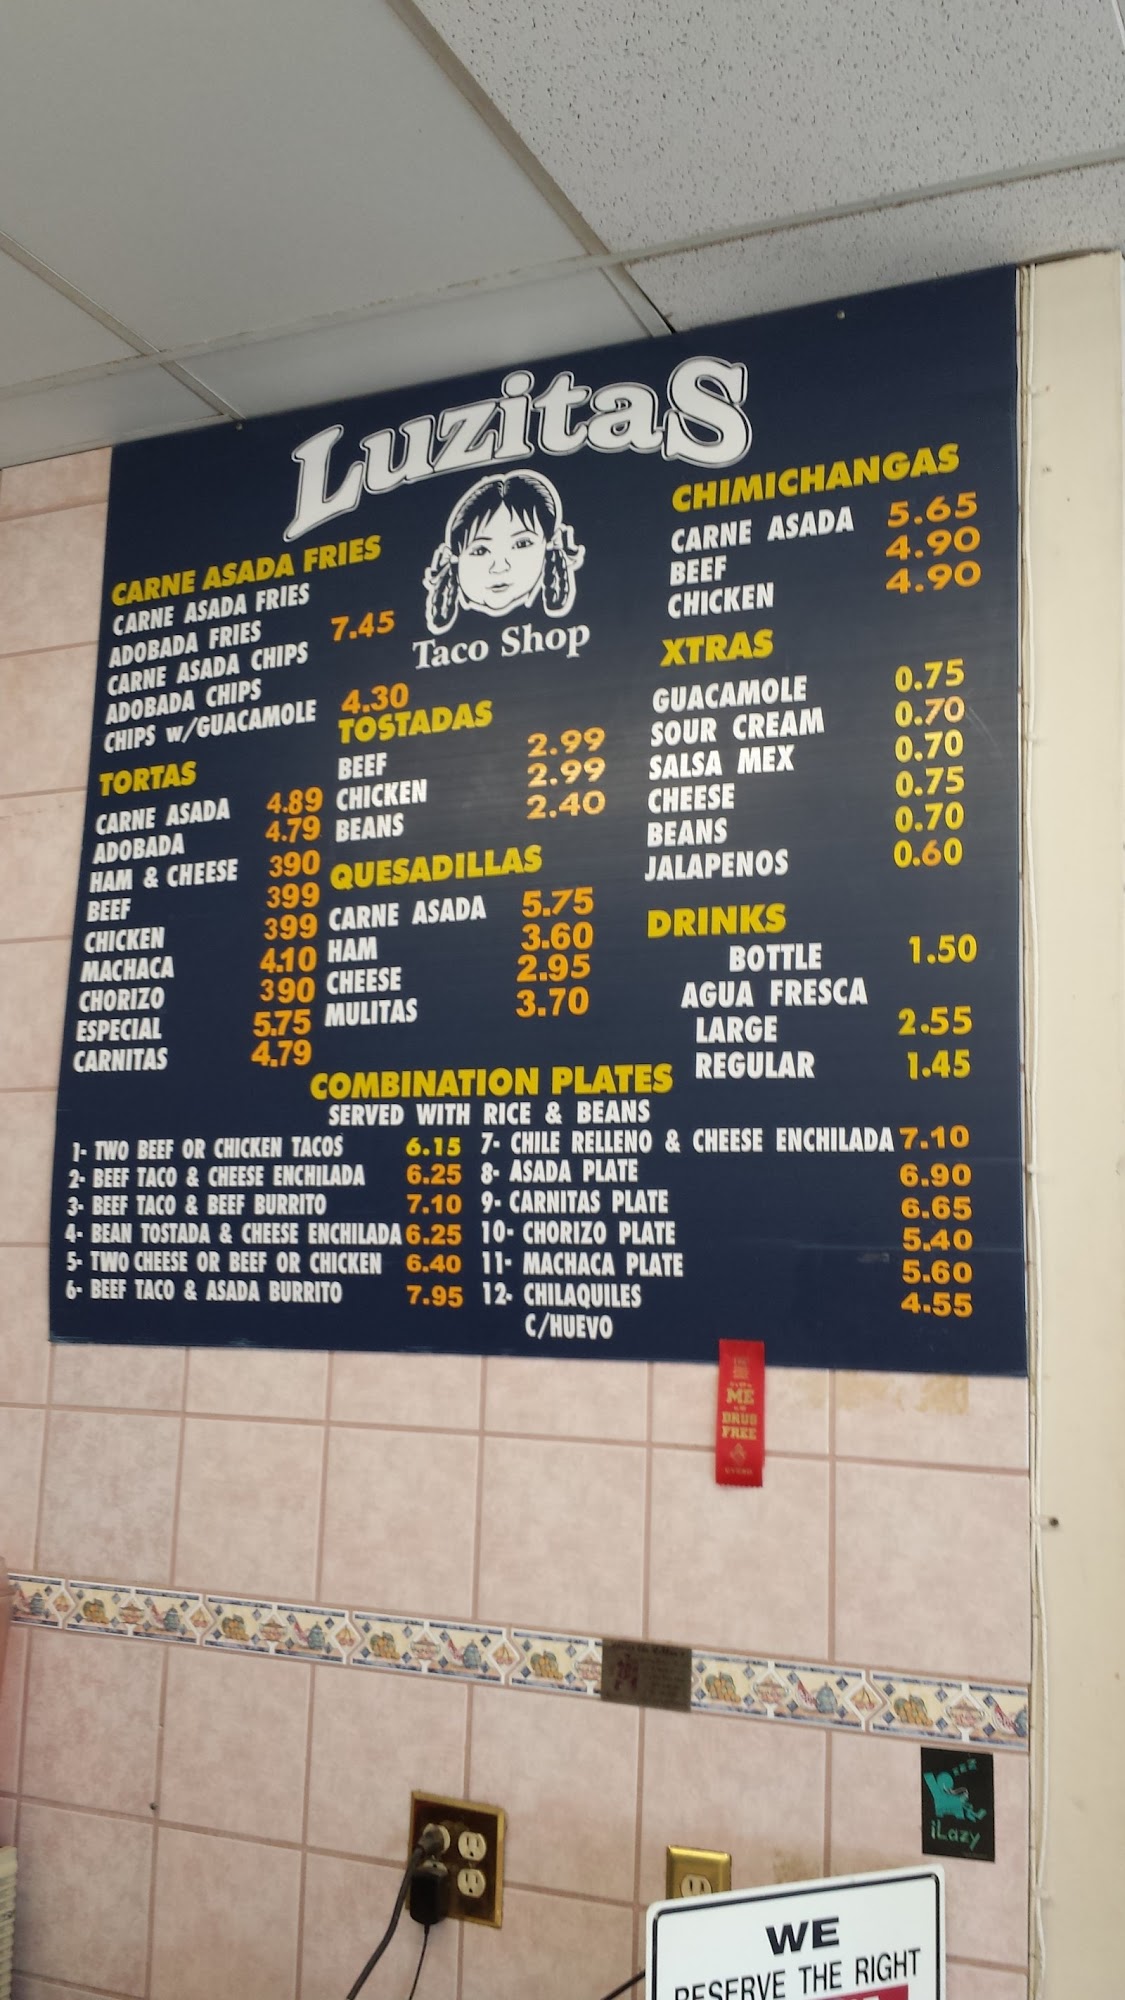 LuzitaS
Taco Shop
CARNE ASADA FRIES
CARNE ASADA FRIES
ADOBADA FRIES 7.45
CARNE ASADA CHIPS
ADOBADA CHIPS
CHIPS w/GUACAMOLE 4.30
TORTAS
CARNE ASADA 4.89
ADOBADA 4.79
HAM & CHEESE 390
BEEF 399
CHICKEN 399
MACHACA 4.10
CHORIZO 390
ESPECIAL 5.75
CARNITAS 4.79
TOSTADAS
BEEF 2.99
CHICKEN 2.99
BEANS 2.40
QUESADILLAS
CARNE ASADA 5.75
HAM 3.60
CHEESE 2.95
MULITAS 3.70
CHIMICHANGAS
CARNE ASADA 5.65
BEEF 4.90
CHICKEN 4.90
XTRAS
GUACAMOLE 0.75
SOUR CREAM 0.70
SALSA MEX 0.70
CHEESE 0.75
BEANS 0.70
JALAPENOS 0.60
DRINKS
BOTTLE 1.50
AGUA FRESCA
LARGE 2.55
REGULAR 1.45
COMBINATION PLATES
SERVED WITH RICE & BEANS
1- TWO BEEF OR CHICKEN TACOS 6.15
2- BEEF TACO & CHEESE ENCHILADA 6.25
3- BEEF TACO & BEEF BURRITO 7.10
4- BEAN TOSTADA & CHEESE ENCHILADA 6.25
5- TWO CHEESE OR BEEF OR CHICKEN 6.40
6- BEEF TACO & ASADA BURRITO 7.95
7- CHILE RELLENO & CHEESE ENCHILADA 7.10
8- ASADA PLATE 6.90
9- CARNITAS PLATE 6.65
10- CHORIZO PLATE 5.40
11- MACHACA PLATE 5.60
12- CHILAQUILES 4.55
C/HUEVO
ME
DRUG
FREE
ZZZ
iLazy
WE
RESERVE THE RIGHT